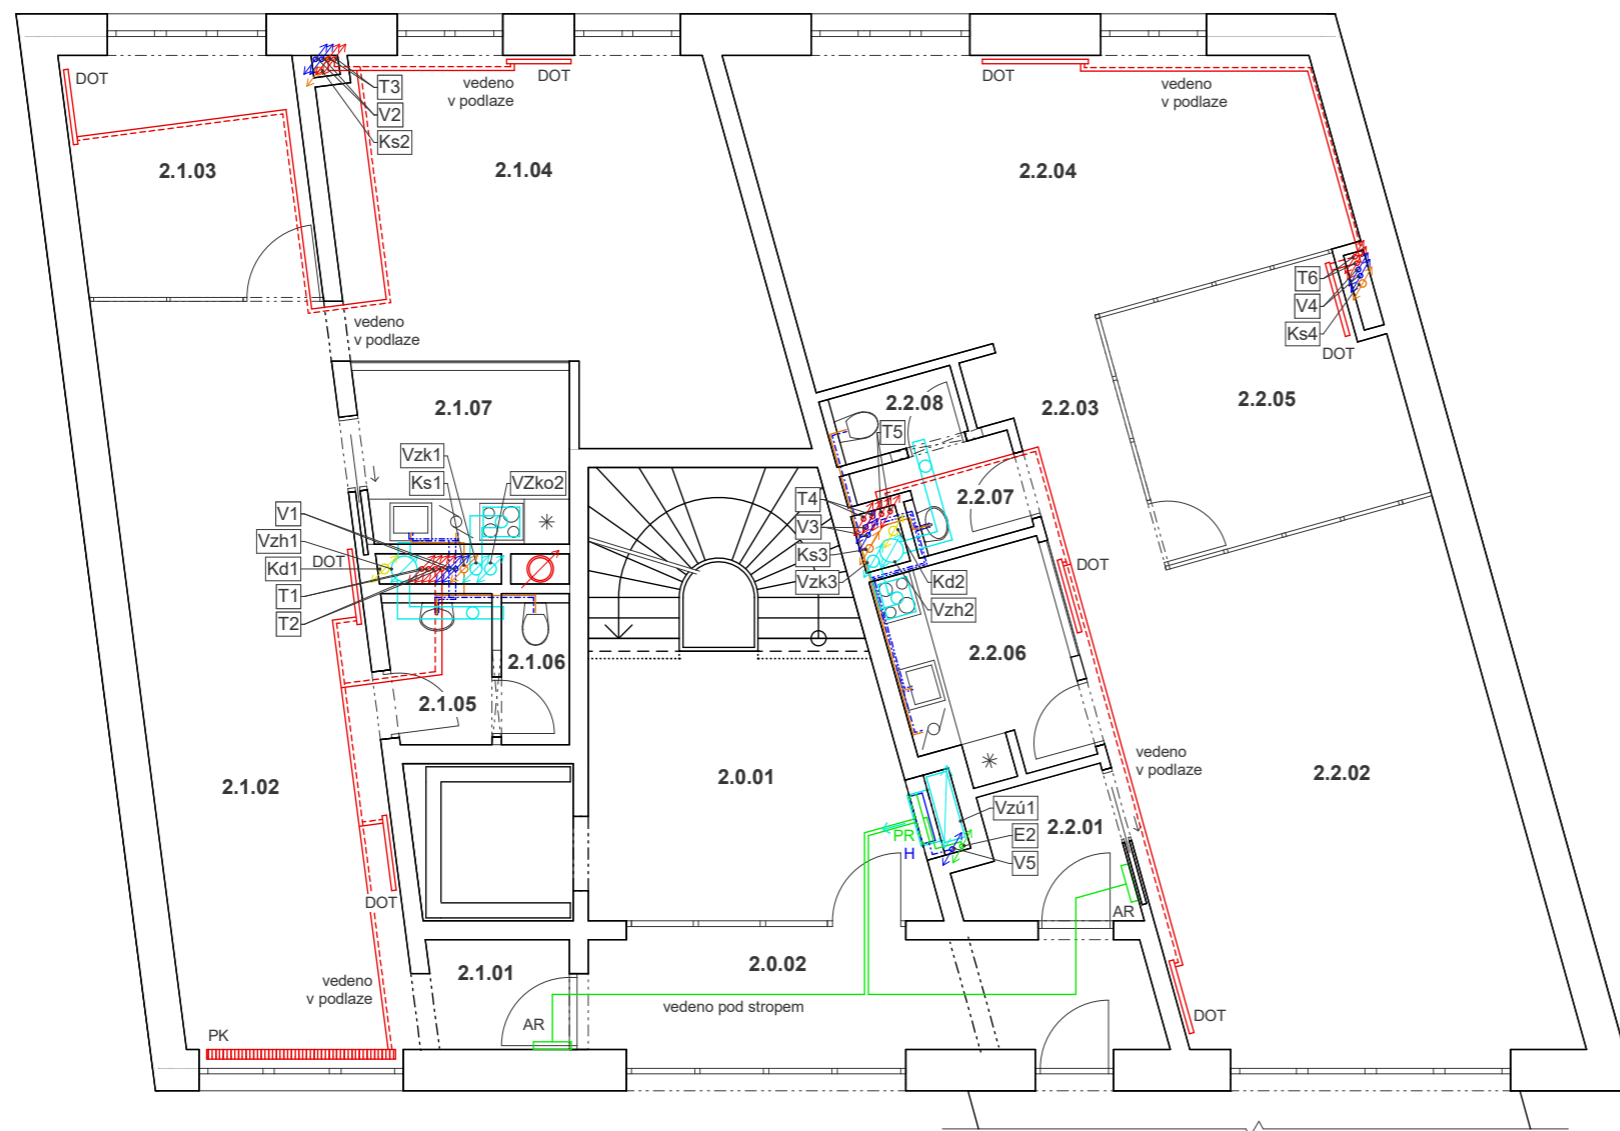 DOT
T3
V2
Ks2
vedeno
v podlaze
DOT
DOT
vedeno
v podlaze
2.1.03
2.1.04
2.2.04
T6
V4
Ks4
DOT
vedeno
v podlaze
2.1.07
2.2.08
2.2.03
2.2.05
T5
Vzk1
Ks1
VZko2
2.2.07
T4
V3
Ks3
Vzk3
Kd2
Vzh2
V1
Vzh1
Kd1
T1
T2
DOT
DOT
2.1.06
2.2.06
2.1.05
vedeno
v podlaze
2.1.02
2.0.01
2.2.02
Vzú1
E2
V5
PR
H
2.2.01
DOT
AR
2.1.01
2.0.02
vedeno
v podlaze
vedeno pod stropem
DOT
AR
PK